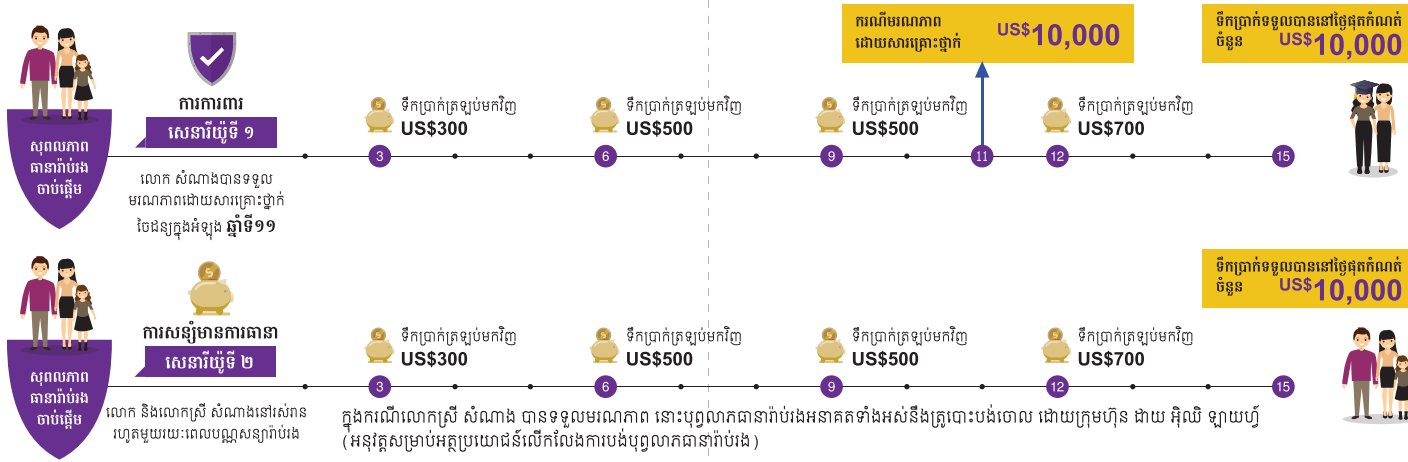 សុពលភាព
ធានារ៉ាប់រង
ចាប់ផ្ដើម
ការការពារ
សេនារីយ៉ូទី ១
លោក សំណាងបានទទួល
មរណភាពដោយសារគ្រោះថ្នាក់
ចៃដន្យក្នុងអំឡុង ឆ្នាំទី១១
ទឹកប្រាក់ត្រឡប់មកវិញ
US$300
3
ទឹកប្រាក់ត្រឡប់មកវិញ
US$500
6
ទឹកប្រាក់ត្រឡប់មកវិញ
US$500
9
ករណីមរណភាព
ដោយសារគ្រោះថ្នាក់
US$10,000
11
ទឹកប្រាក់ត្រឡប់មកវិញ
US$700
12
ទឹកប្រាក់ទទួលបាននៅថ្ងៃផុតកំណត់
ចំនួន US$10,000
15
សុពលភាព
ធានារ៉ាប់រង
ចាប់ផ្ដើម
ការសន្សំមានការធានា
សេនារីយ៉ូទី ២
លោក និងលោកស្រី សំណាងនៅរស់រាន
រហូតមួយរយៈពេលបណ្ណសន្យារ៉ាប់រង
ទឹកប្រាក់ត្រឡប់មកវិញ
US$300
3
ទឹកប្រាក់ត្រឡប់មកវិញ
US$500
6
ទឹកប្រាក់ត្រឡប់មកវិញ
US$500
9
ទឹកប្រាក់ត្រឡប់មកវិញ
US$700
12
ទឹកប្រាក់ទទួលបាននៅថ្ងៃផុតកំណត់
ចំនួន US$10,000
15
ក្នុងករណីលោកស្រី សំណាង បានទទួលមរណភាព នោះបុព្វលាភធានារ៉ាប់រងអនាគតទាំងអស់នឹងត្រូវបោះបង់ចោល ដោយក្រុមហ៊ុន ដាយ អ៊ិឈិ ឡាយហ្វ៍
(អនុវត្តសម្រាប់អត្ថប្រយោជន៍លើកលែងការបង់បុព្វលាភធានារ៉ាប់រង)